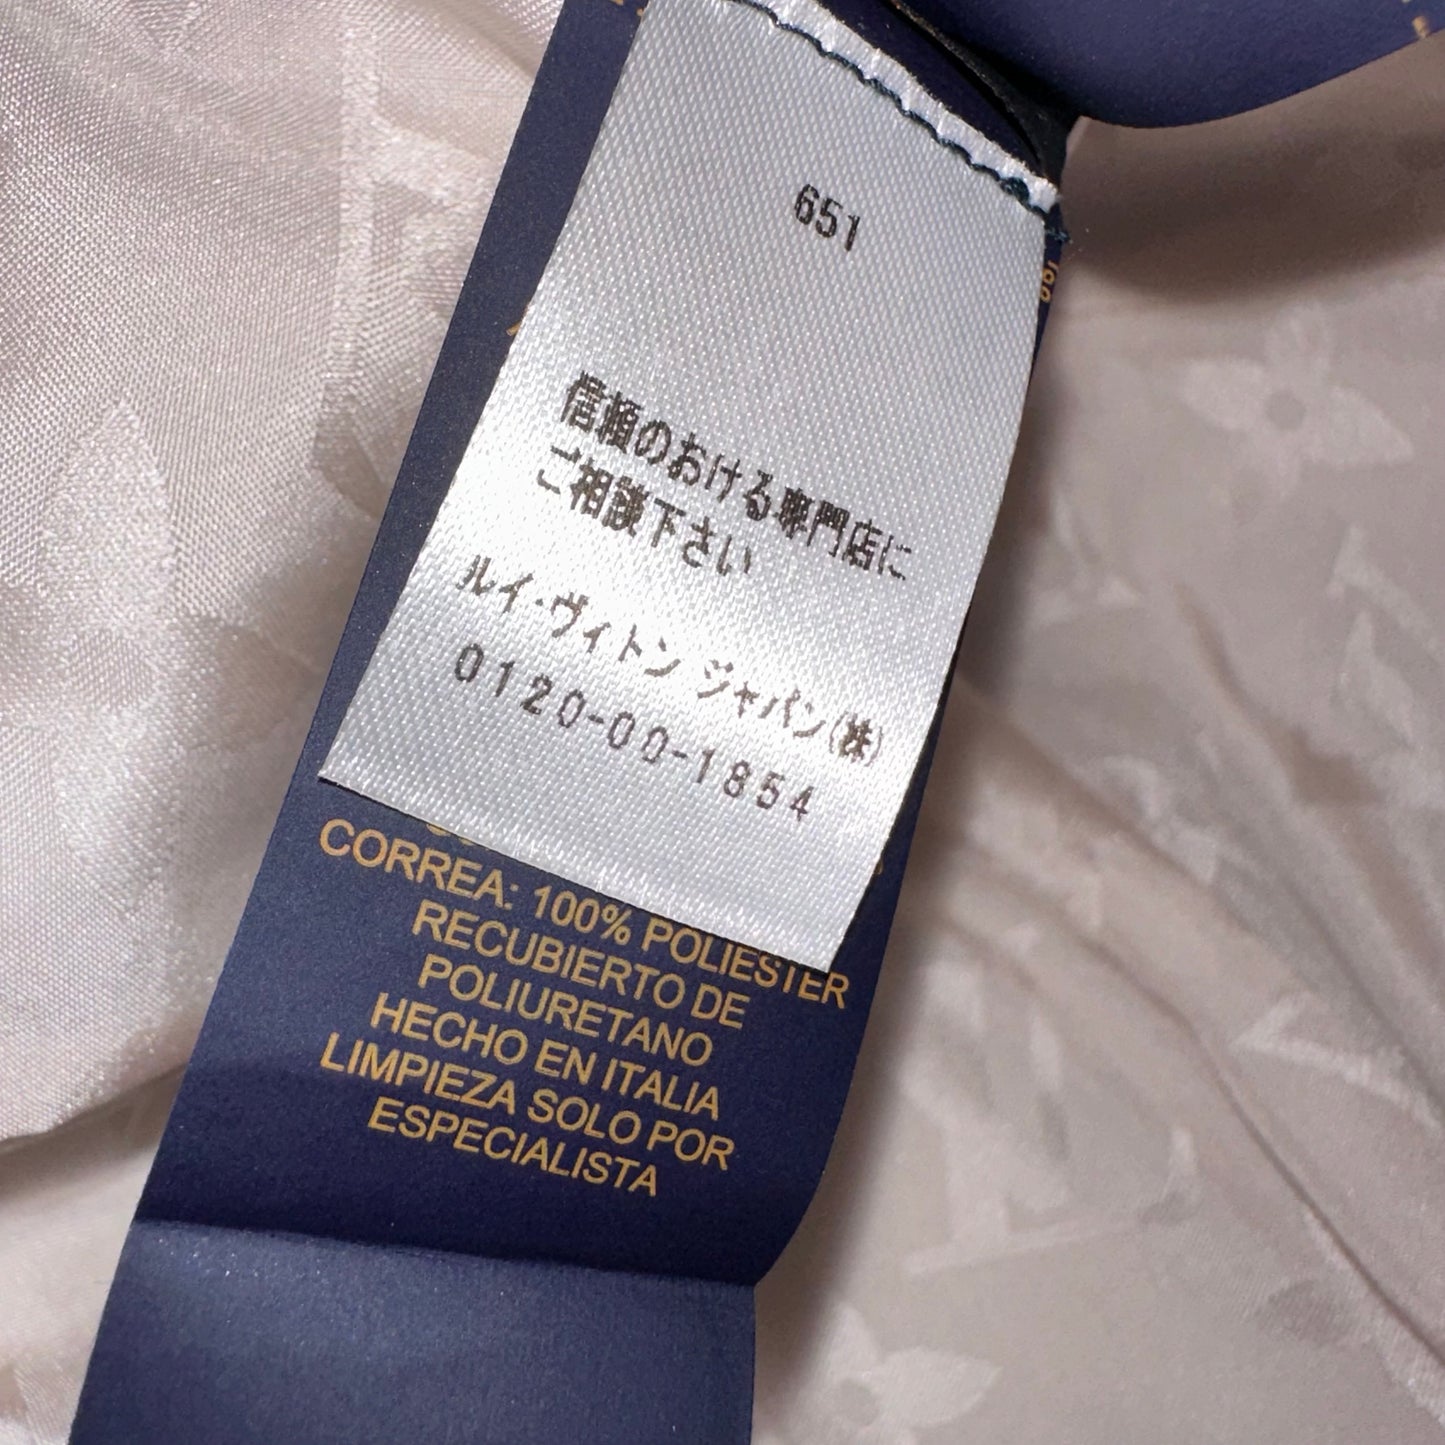 651
信頼のおける専門店に
ご相談下さい
ルイ・ヴィトン ジャパン(株)
0120-00-1854
CORREA: 100% POLIESTER
RECUBIERTO DE
POLIURETANO
HECHO EN ITALIA
LIMPIEZA SOLO POR
ESPECIALISTA